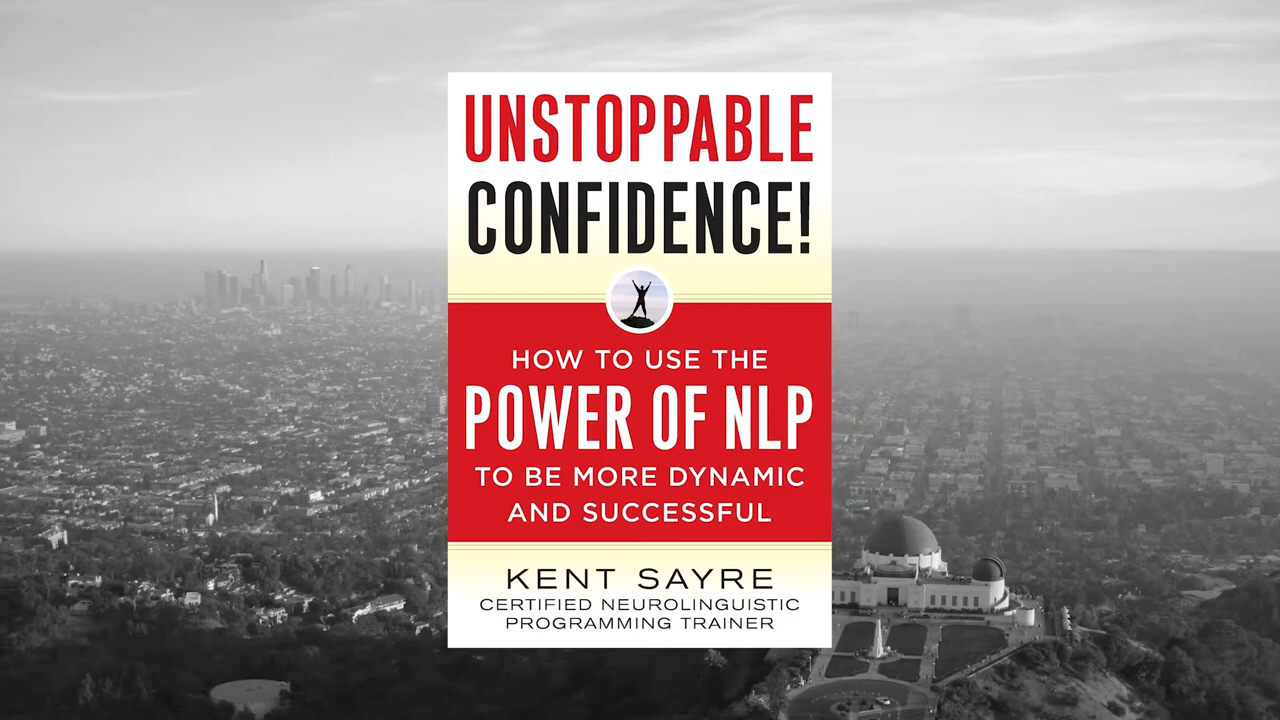 UNSTOPPABLE
CONFIDENCE!
HOW TO USE THE
POWER OF NLP
TO BE MORE DYNAMIC
AND SUCCESSFUL
KENT SAYRE
CERTIFIED NEUROLINGUISTIC
PROGRAMMING TRAINER